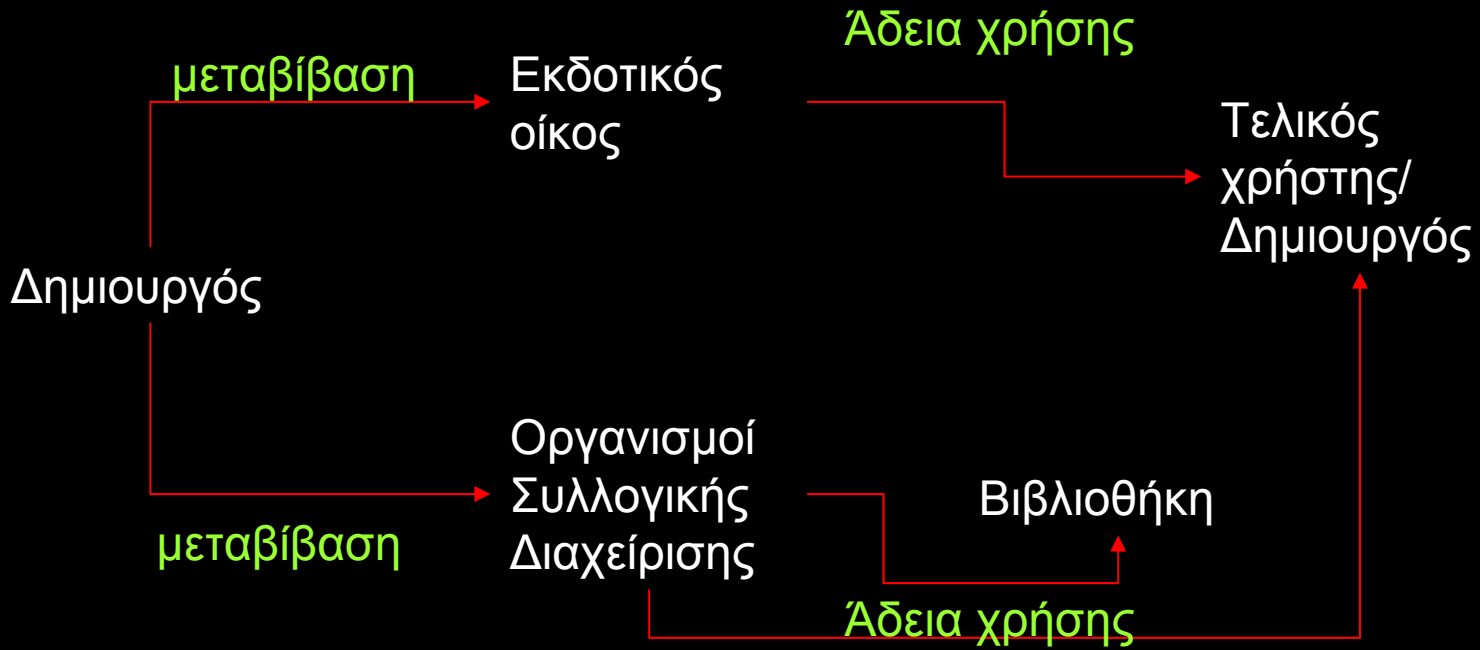 Άδεια χρήσης
μεταβίβαση
Εκδοτικός
οίκος
Τελικός
χρήστης/
Δημιουργός
Δημιουργός
Οργανισμοί
Συλλογικής
Διαχείρισης
Βιβλιοθήκη
μεταβίβαση
Άδεια χρήσης